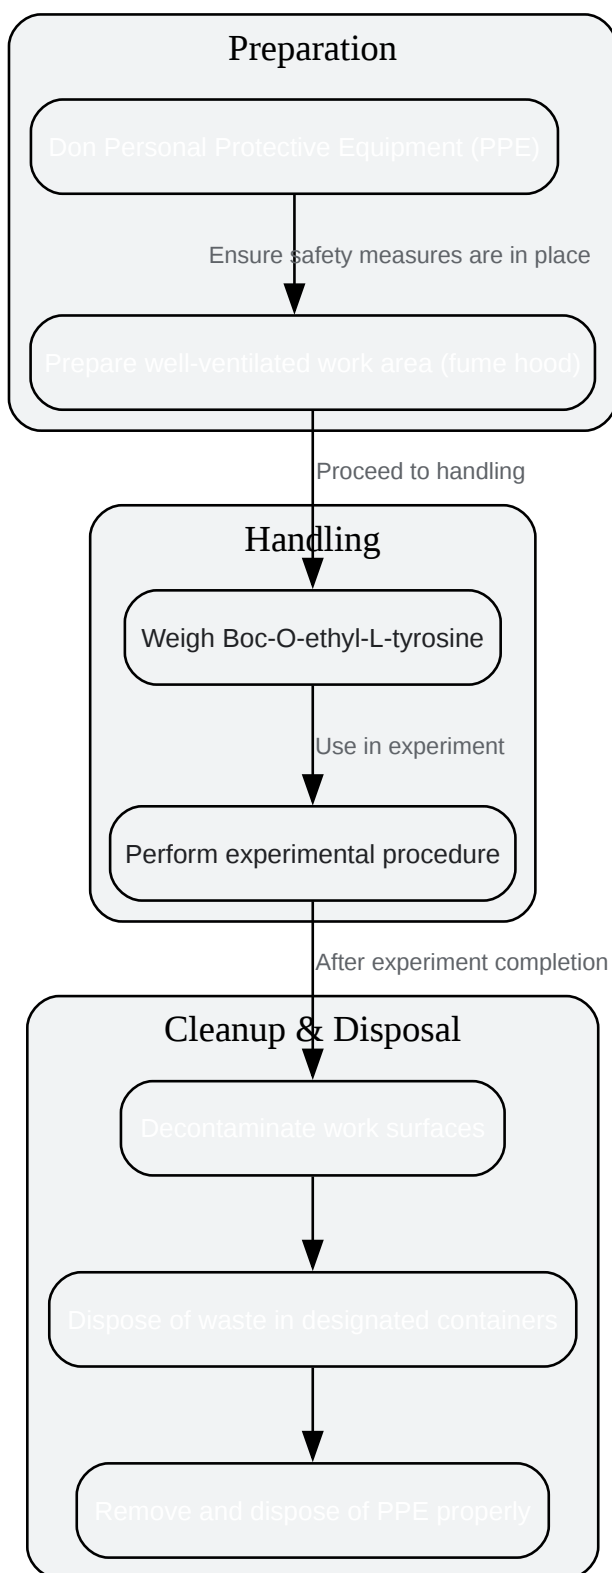 Preparation
Don Personal Protective Equipment (PPE)
Ensure safety measures are in place
Prepare well-ventilated work area (fume hood)
Proceed to handling
Handling
Weigh Boc-O-ethyl-L-tyrosine
Use in experiment
Perform experimental procedure
After experiment completion
Cleanup & Disposal
Decontaminate work surfaces
Dispose of waste in designated containers
Remove and dispose of PPE properly